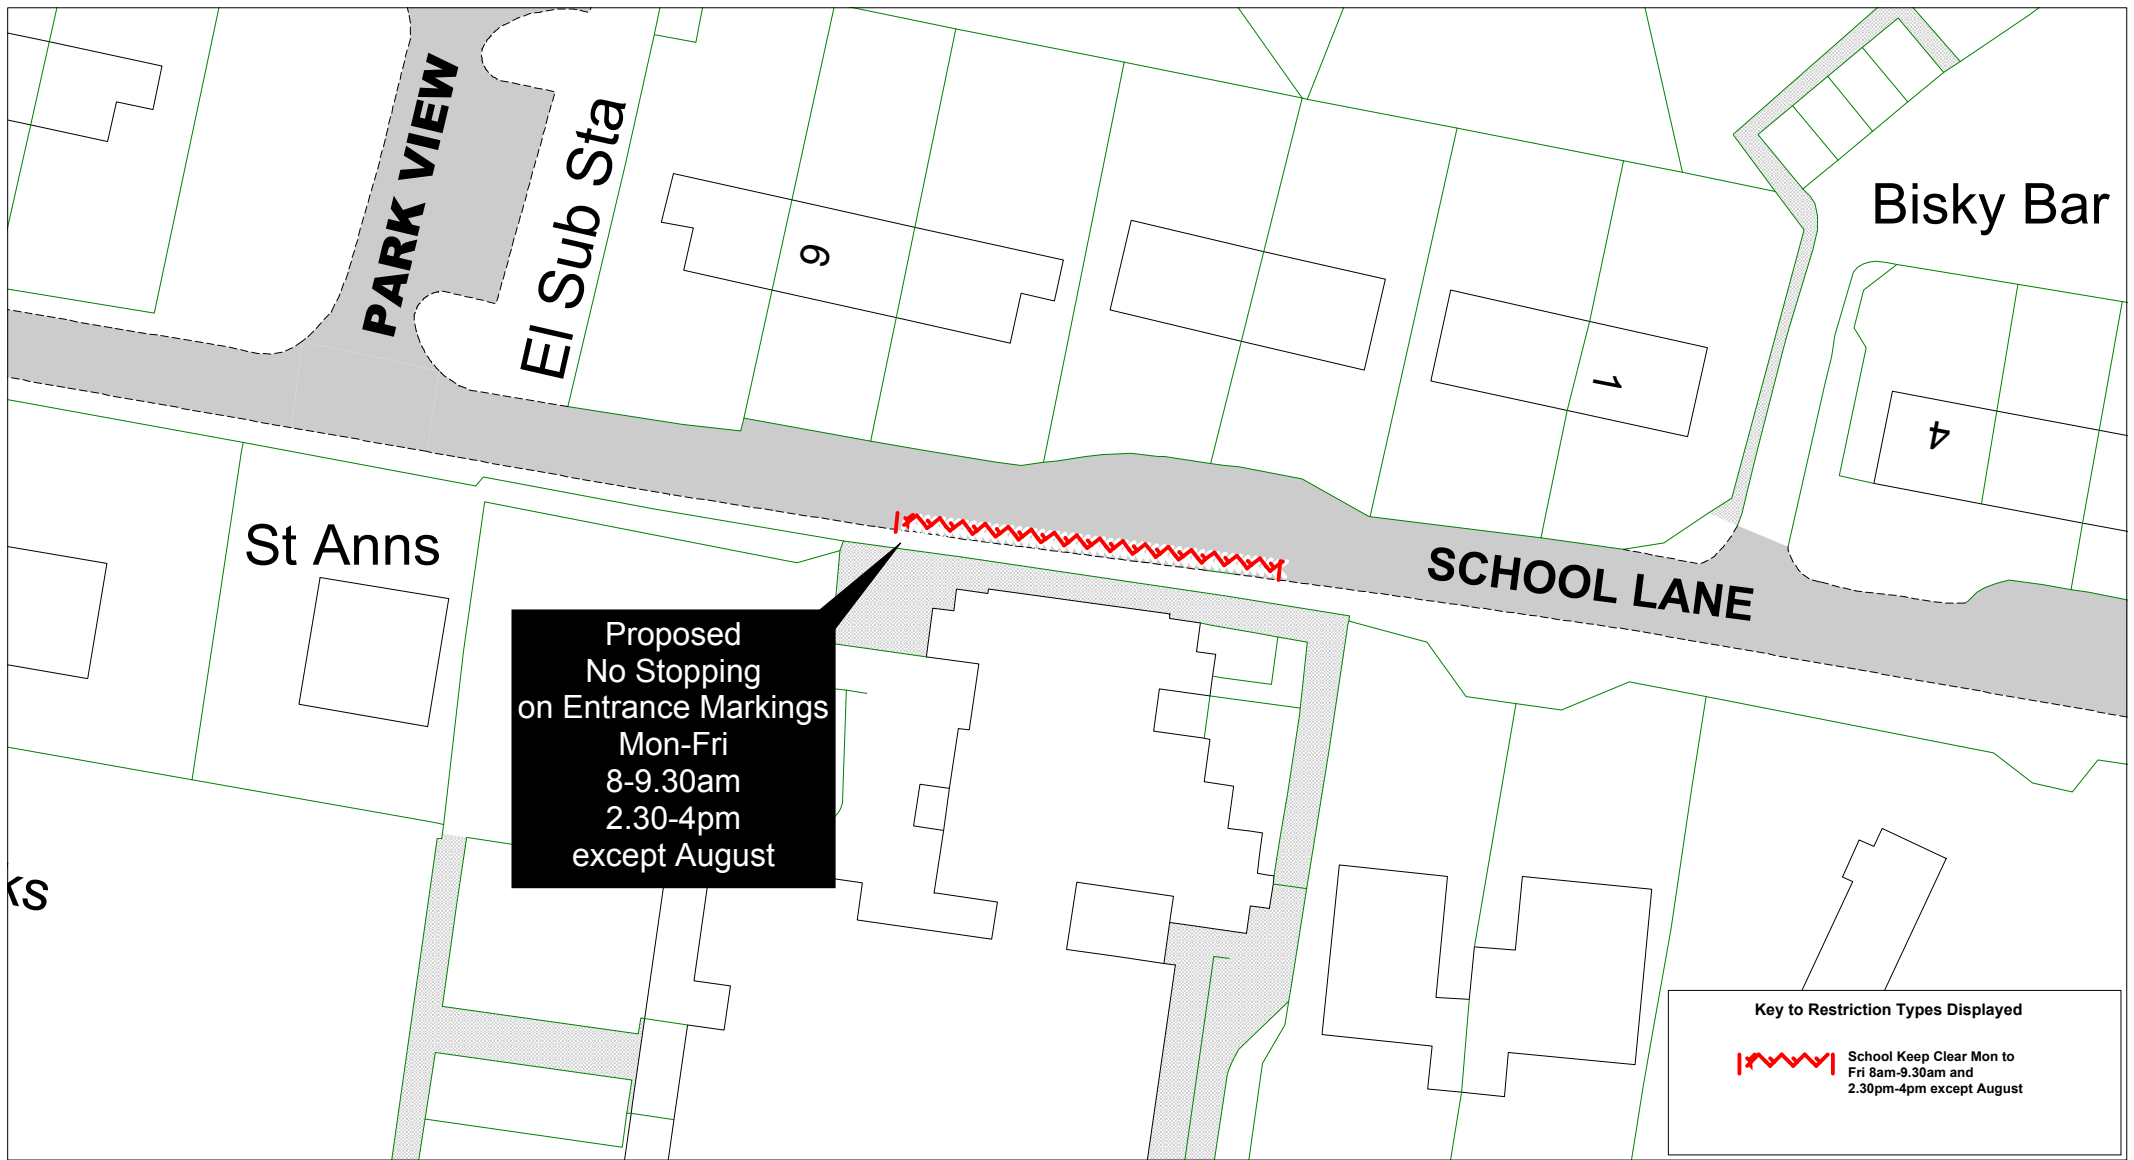 PARK VIEW
El Sub Sta
Bisky Bar
6
1
4
St Anns
SCHOOL LANE
Proposed
No Stopping
on Entrance Markings
Mon-Fri
8-9.30am
2.30-4pm
except August
ks
Key to Restriction Types Displayed
School Keep Clear Mon to
Fri 8am-9.30am and
2.30pm-4pm except August